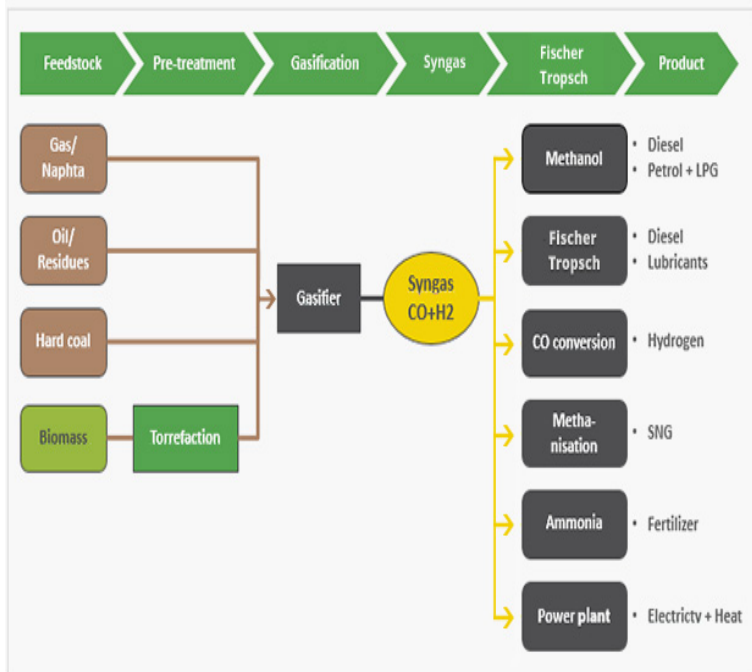 Feedstock
Pre-treatment
Gasification
Syngas
Fischer
Tropsch
Product
Gas/
Naphta
Oil/
Residues
Hard coal
Biomass
Torrefaction
Gasifier
Syngas
CO+H2
Methanol
• Diesel
• Petrol + LPG
Fischer
Tropsch
• Diesel
• Lubricants
CO conversion
• Hydrogen
Metha-
nisation
• SNG
Ammonia
• Fertilizer
Power plant
• Electrictv + Heat